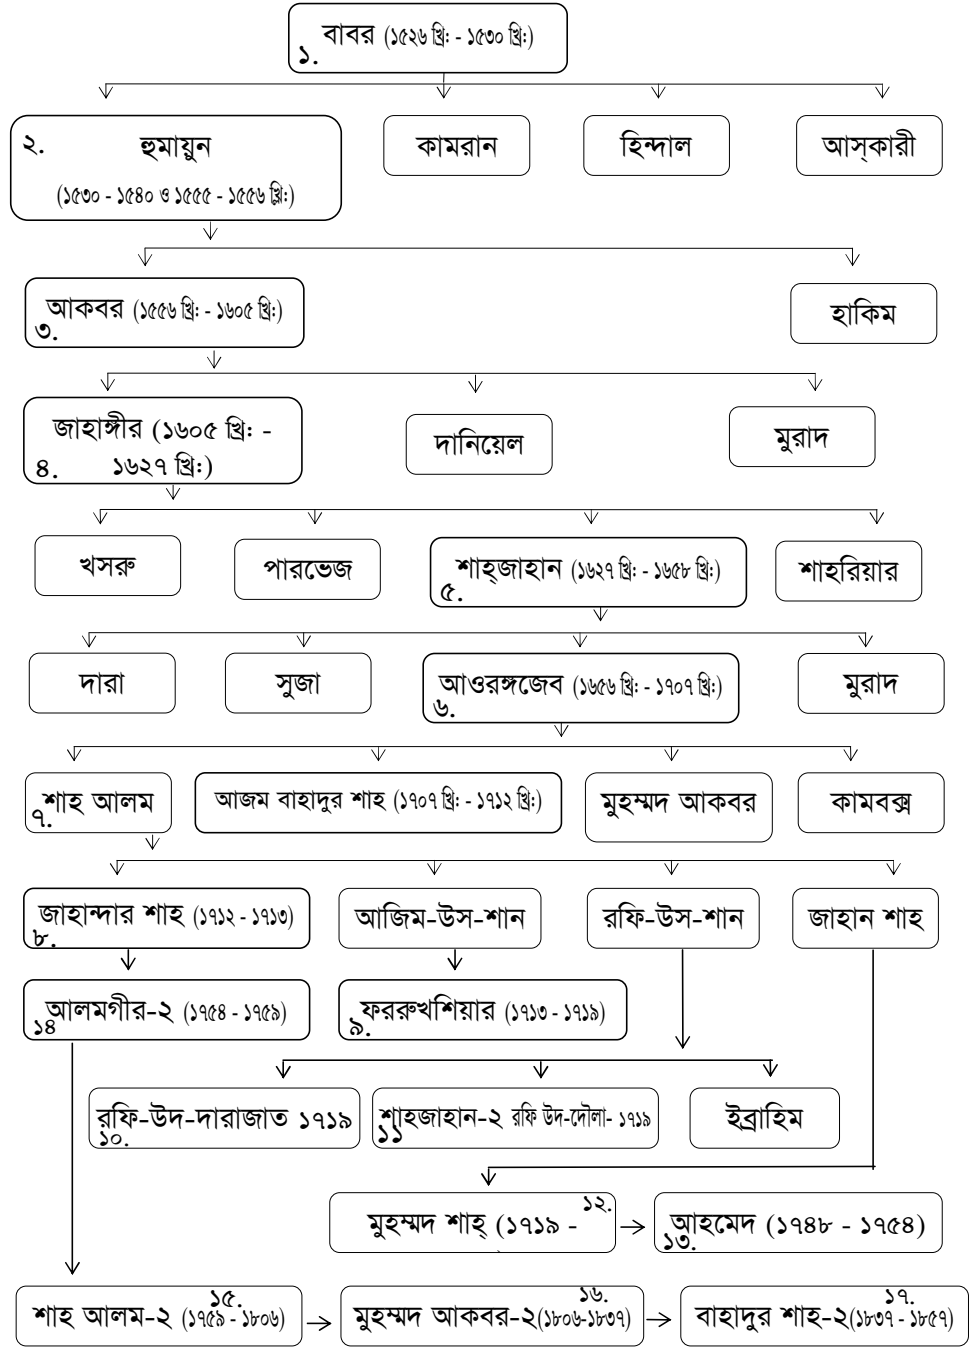 বাবর (১৫২৬ খ্রি: - ১৫৩০ খ্রি:)
১.
২. হুমায়ুন
(১৫৩০ - ১৫৪০ ও ১৫৫৫ - ১৫৫৬ খ্রি:)
কামরান
হিন্দাল
আস্কারী
আকবর (১৫৫৬ খ্রি: - ১৬০৫ খ্রি:)
৩.
হাকিম
জাহাঙ্গীর (১৬০৫ খ্রি: -
৪. ১৬২৭ খ্রি:)
দানিয়েল
মুরাদ
খসরু
পারভেজ
শাহ্জাহান (১৬২৭ খ্রি: - ১৬৫৮ খ্রি:)
৫.
শাহরিয়ার
দারা
সুজা
আওরঙ্গজেব (১৬৫৬ খ্রি: - ১৭০৭ খ্রি:)
৬.
মুরাদ
শাহ আলম
৭.
আজম বাহাদুর শাহ (১৭০৭ খ্রি: - ১৭১২ খ্রি:)
মুহম্মদ আকবর
কামবক্স
জাহান্দার শাহ (১৭১২ - ১৭১৩)
৮.
আজিম-উস-শান
রফি-উস-শান
জাহান শাহ
আলমগীর-২ (১৭৫৪ - ১৭৫৯)
১৪
ফররুখশিয়ার (১৭১৩ - ১৭১৯)
৯.
রফি-উদ-দারাজাত ১৭১৯
১০.
শাহজাহান-২ রফি উদ-দৌলা- ১৭১৯
১১
ইব্রাহিম
১২.
মুহম্মদ শাহ্ (১৭১৯ -
আহমেদ (১৭৪৮ - ১৭৫৪)
১৩.
১৫.
শাহ আলম-২ (১৭৫৯ - ১৮০৬)
১৬.
মুহম্মদ আকবর-২(১৮০৬-১৮৩৭)
১৭.
বাহাদুর শাহ-২(১৮৩৭ - ১৮৫৭)